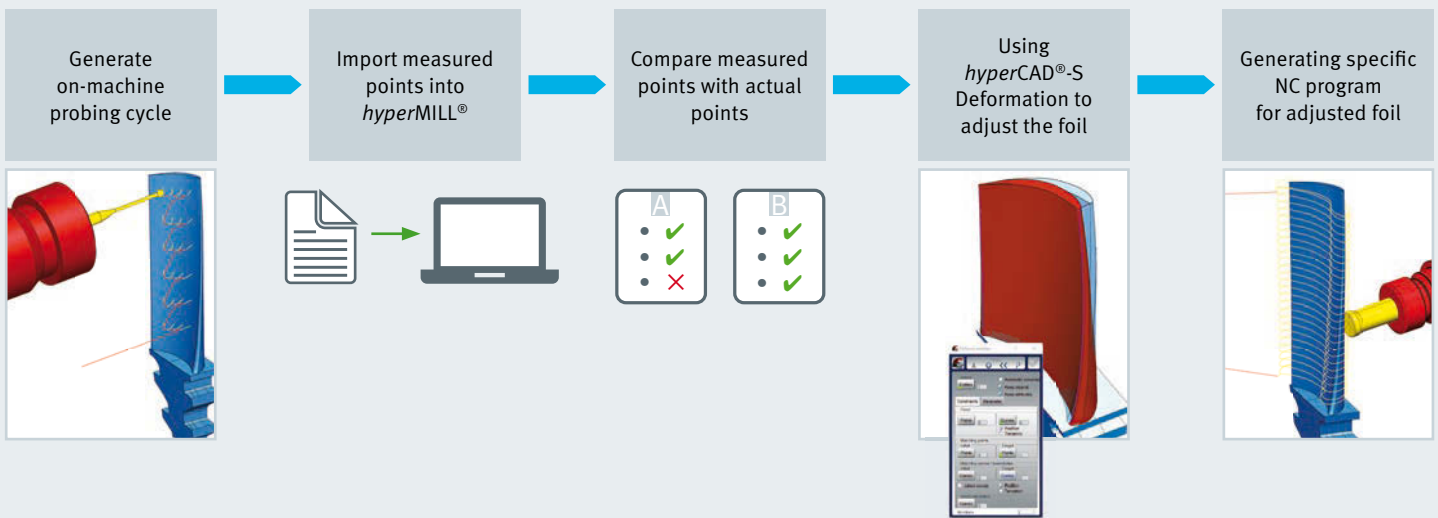 Generate
on-machine
probing cycle
Import measured
points into
hyperMILL®
Compare measured
points with actual
points
Using
hyperCAD®-S
Deformation to
adjust the foil
Generating specific
NC program
for adjusted foil
A
B